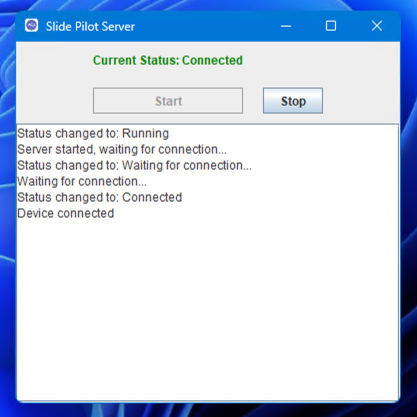 Slide Pilot Server
Current Status: Connected
Start
Stop
Status changed to: Running
Server started, waiting for connection...
Status changed to: Waiting for connection...
Waiting for connection...
Status changed to: Connected
Device connected